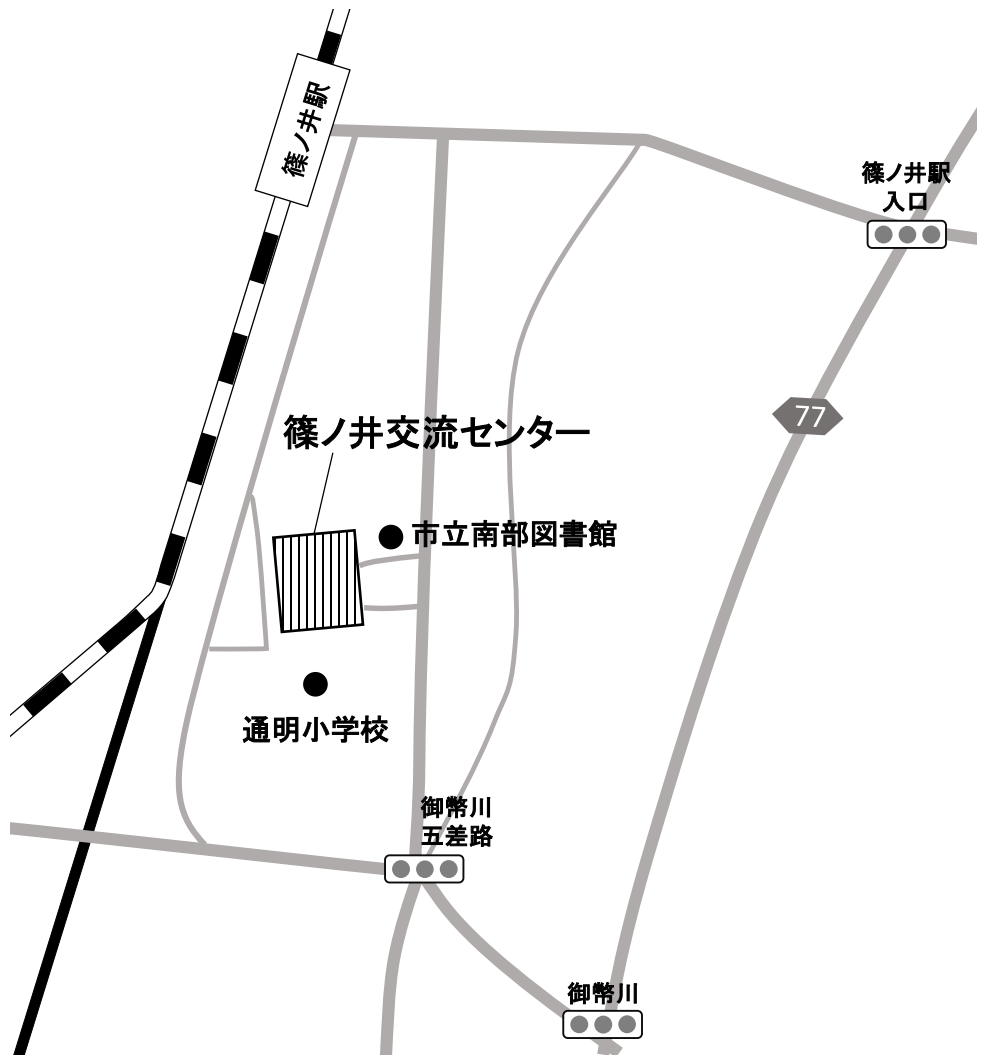 篠ノ井駅
篠ノ井駅
入口
77
篠ノ井交流センター
市立南部図書館
通明小学校
御幣川
五差路
御幣川